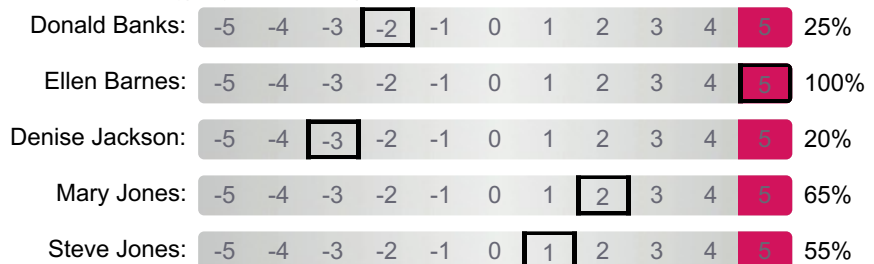 Donald Banks: -5 -4 -3 -2 -1 0 1 2 3 4 5 25%
Ellen Barnes: -5 -4 -3 -2 -1 0 1 2 3 4 5 100%
Denise Jackson: -5 -4 -3 -2 -1 0 1 2 3 4 5 20%
Mary Jones: -5 -4 -3 -2 -1 0 1 2 3 4 5 65%
Steve Jones: -5 -4 -3 -2 -1 0 1 2 3 4 5 55%